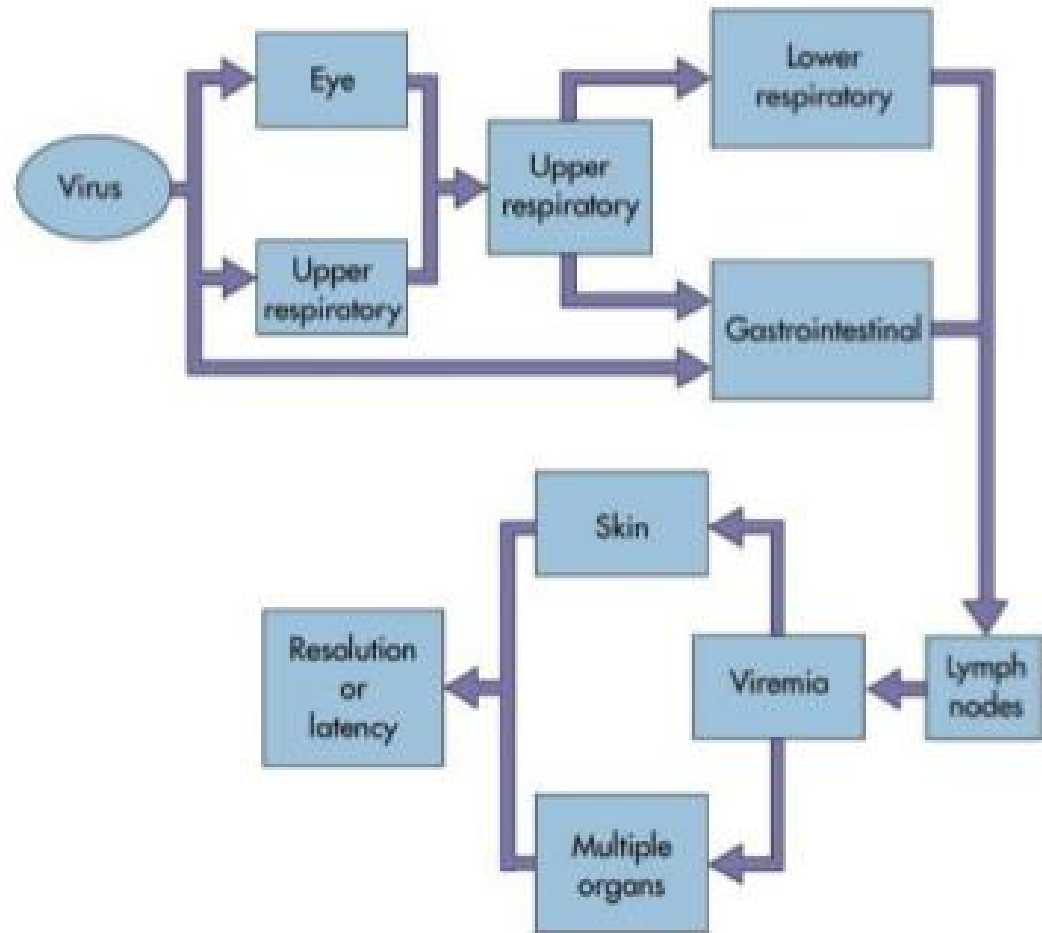 Virus
Eye
Upper
respiratory
Upper
respiratory
Lower
respiratory
Gastrointestinal
Lymph
nodes
Viremia
Skin
Multiple
organs
Resolution
or
latency